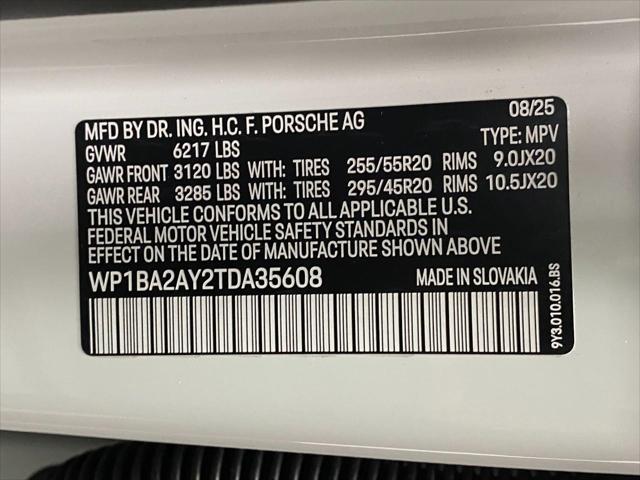 MFD BY DR. ING. H.C. F. PORSCHE AG 08/25
GVWR 6217 LBS TYPE: MPV
GAWR FRONT 3120 LBS WITH: TIRES 255/55R20 RIMS 9.0JX20
GAWR REAR 3285 LBS WITH: TIRES 295/45R20 RIMS 10.5JX20
THIS VEHICLE CONFORMS TO ALL APPLICABLE U.S.
FEDERAL MOTOR VEHICLE SAFETY STANDARDS IN
EFFECT ON THE DATE OF MANUFACTURE SHOWN ABOVE
WP1BA2AY2TDA35608 MADE IN SLOVAKIA
9Y3.010.016.BS